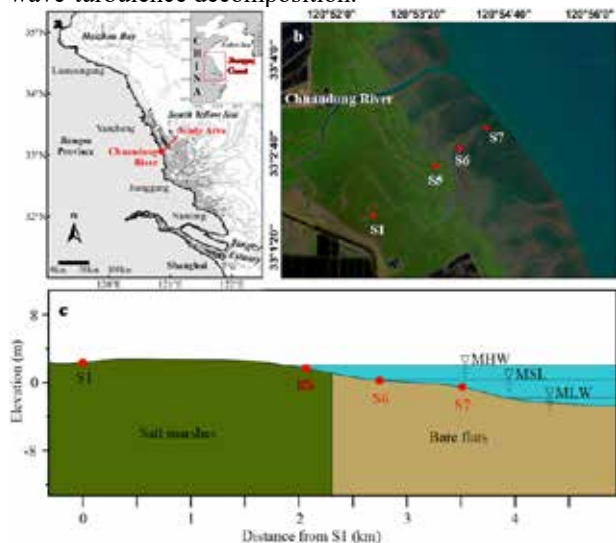 wave-turbulence decomposition.
a
35°N
Haizhou Bay
Lianyungang
CHINA
Jiangsu
Coast
34°N
South Yellow Sea
Yancheng
Study Area
Jiangsu
Province
33°N
Chuandong
River
Jianggang
32°N
Nantong
Estuary
Shanghai
120°E 121°E 122°E
120°52'0" 120°53'20" 120°54'40" 120°56'0"
b
33°4'0"
Chuandong River
33°2'40"
S7
S6
S5
S1
33°1'20"
c
Elevation (m)
8
0
-8
S1
S5
S6
S7
MHW
MSL
MLW
Salt marshes
Bare flats
0 1 2 3 4
Distance from S1 (km)